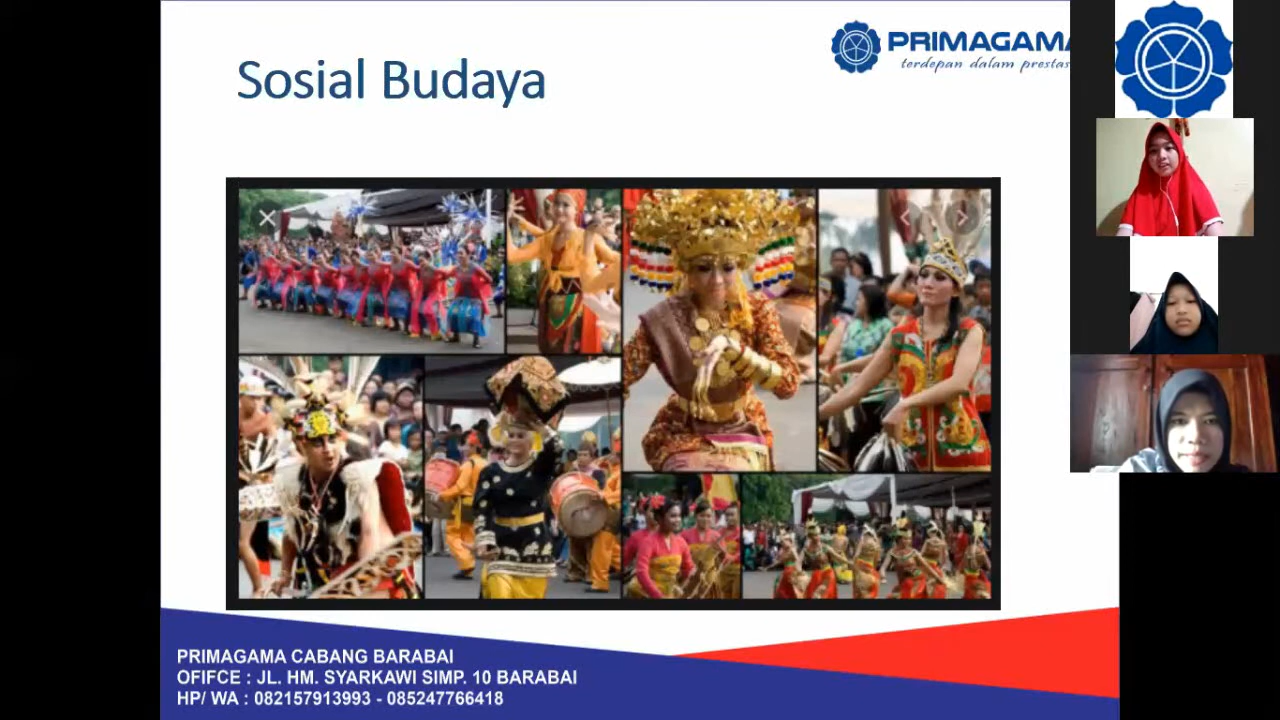 Sosial Budaya
PRIMAGAMA
terdepan dalam prestas
PRIMAGAMA CABANG BARABAI
OFIFCE : JL. HM. SYARKAWI SIMP. 10 BARABAI
HP/ WA : 082157913993 - 085247766418